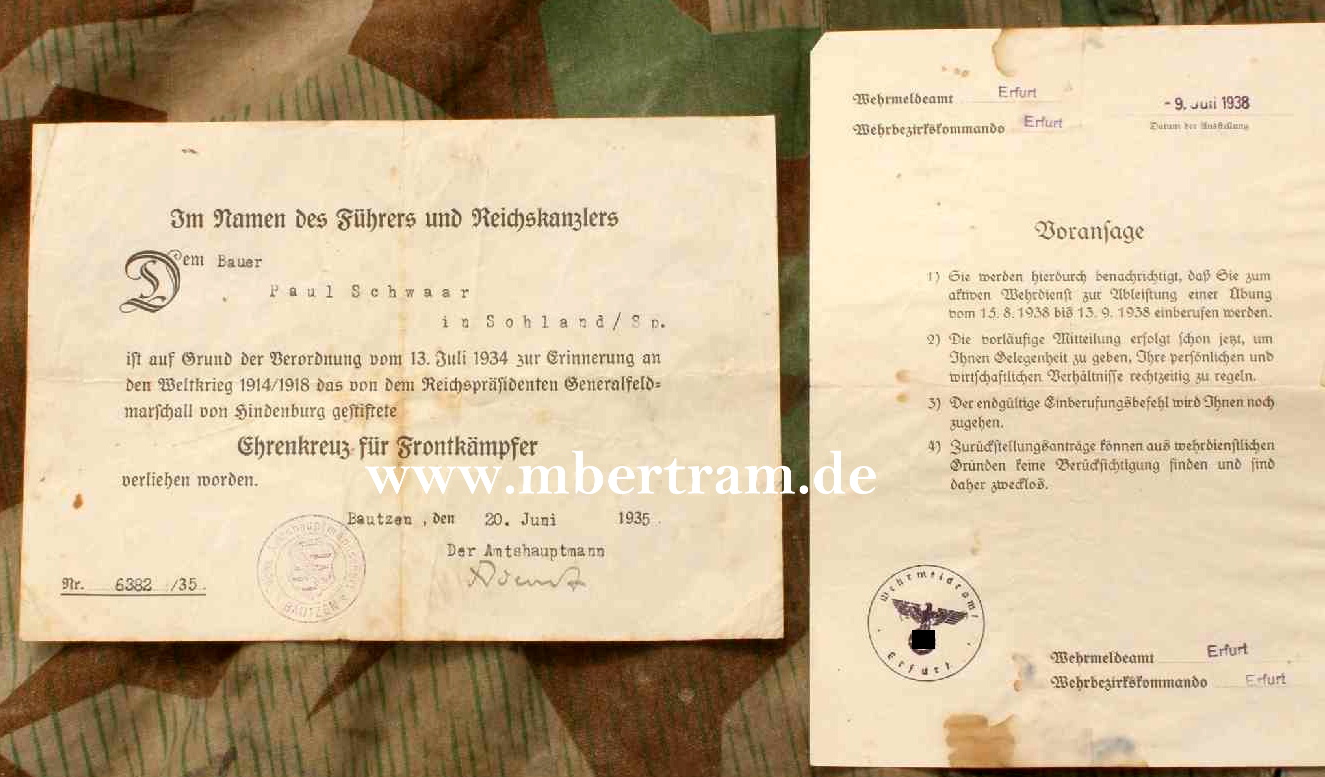 Im Namen des Führers und Reichskanzlers
Dem Bauer
Paul Schwaar
in Sohland/Sp.
ist auf Grund der Verordnung vom 13. Juli 1934 zur Erinnerung an
den Weltkrieg 1914/1918 das von dem Reichspräsidenten Generalfeld-
marschall von Hindenburg gestiftete
Ehrenkreuz für Frontkämpfer
verliehen worden.
www.mbertram.de
Bautzen, den 20. Juni 1935.
Der Amtshauptmann
BAUTZEN
Nr. 6382 /35.
Wehrmeldeamt Erfurt
- 9. Juli 1938
Wehrbezirkskommando Erfurt
Datum der Ausstellung
Voransage
1) Sie werden hierdurch benachrichtigt, daß Sie zum
aktiven Wehrdienst zur Ableistung einer Übung
vom 15. 8. 1938 bis 13. 9. 1938 einberufen werden.
2) Die vorläufige Mitteilung erfolgt schon jetzt, um
Ihnen Gelegenheit zu geben, Ihre persönlichen und
wirtschaftlichen Verhältnisse rechtzeitig zu regeln.
3) Der endgültige Einberufungsbefehl wird Ihnen noch
zugehen.
4) Zurückstellungsanträge können aus wehrdienstlichen
Gründen keine Berücksichtigung finden und sind
daher zwecklos.
Wehrmeldeamt
Erfurt
Wehrmeldeamt Erfurt
Wehrbezirkskommando Erfurt